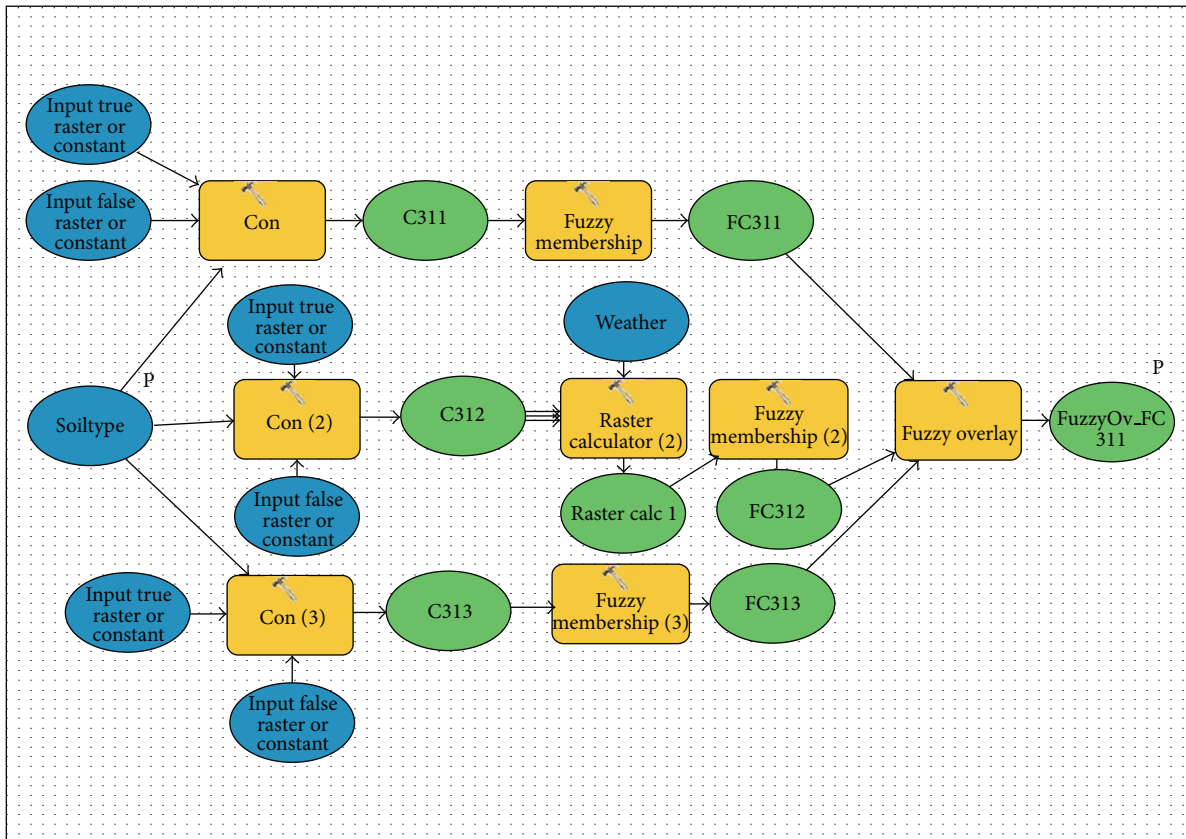 Input true
raster or
constant
Input false
raster or
constant
Con
C311
Fuzzy
membership
FC311
Input true
raster or
constant
Weather
P
P
Soiltype
Con (2)
C312
Raster
calculator (2)
Fuzzy
membership (2)
Fuzzy overlay
FuzzyOv_FC
311
Input false
raster or
constant
Raster calc 1
FC312
Input true
raster or
constant
Con (3)
C313
Fuzzy
membership (3)
FC313
Input false
raster or
constant